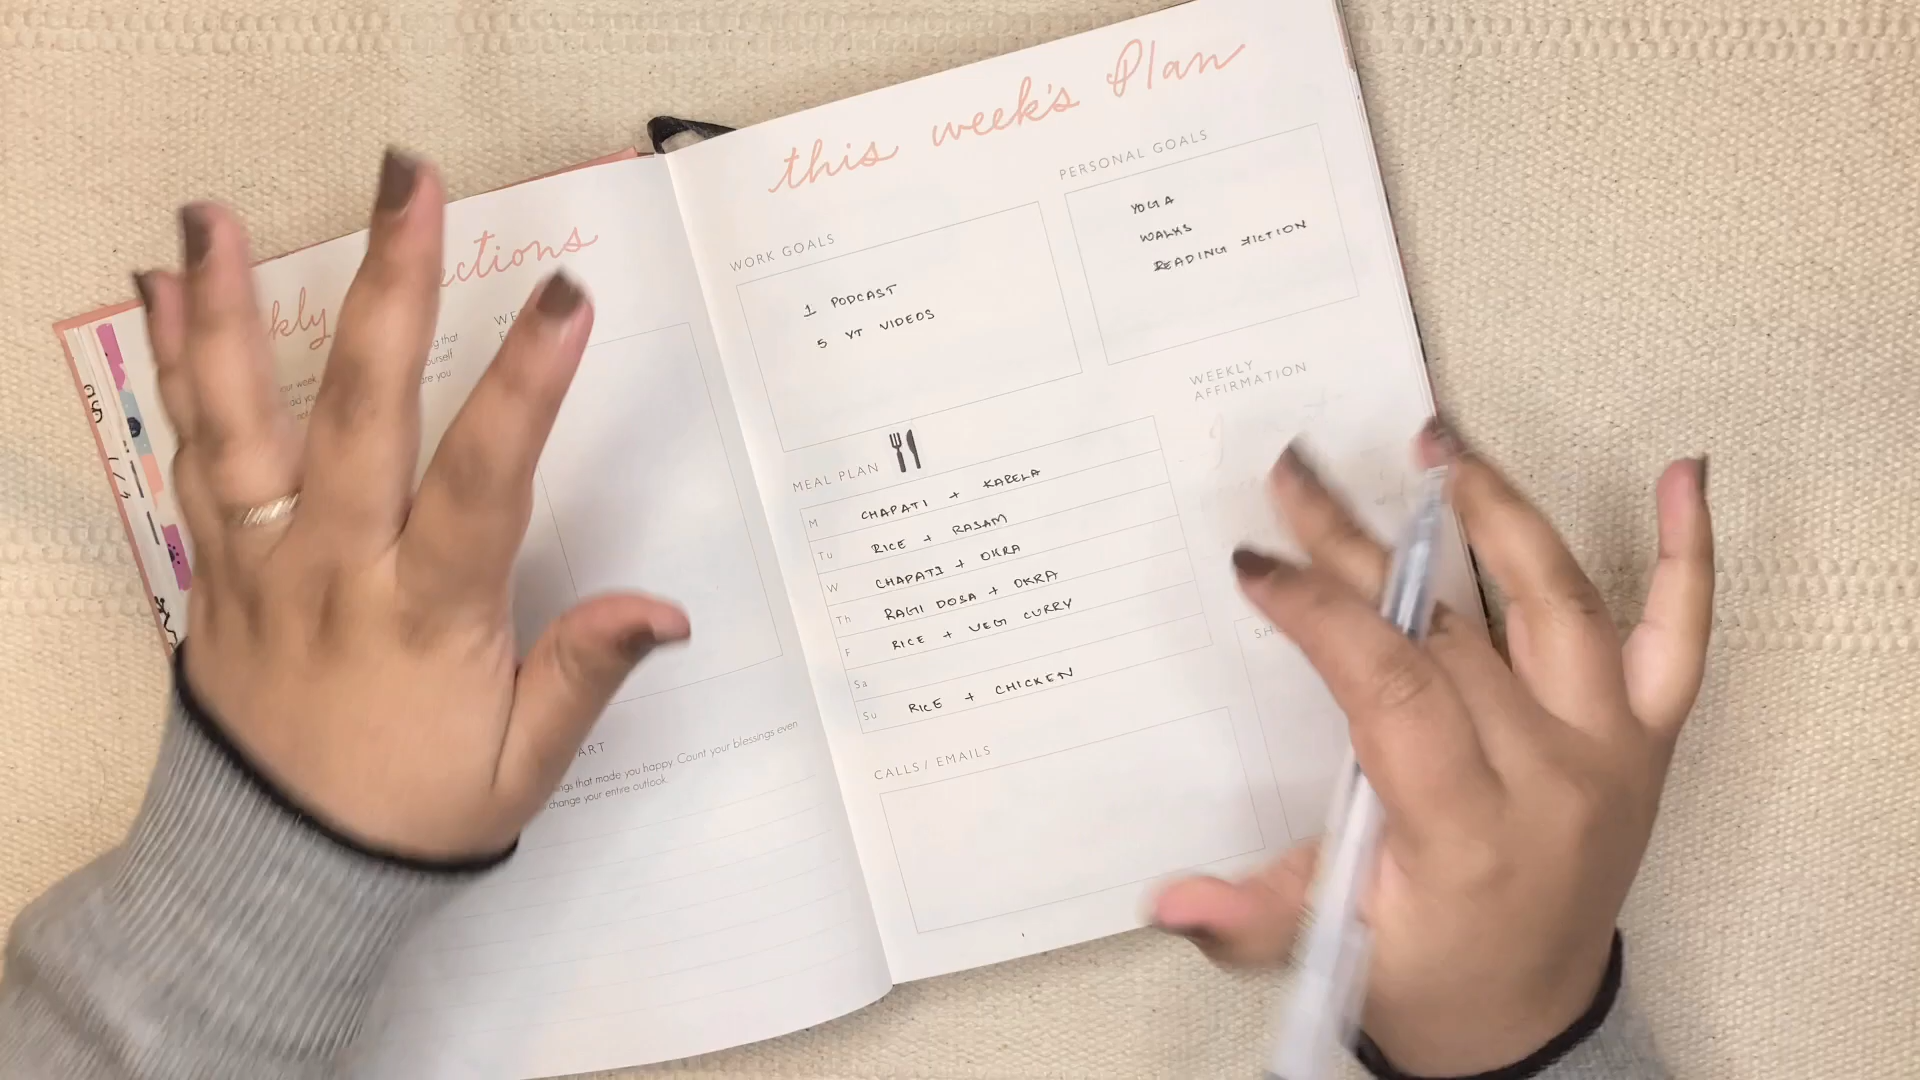 this week's Plan
WORK GOALS
1 PODCAST
5 YT VIDEOS
PERSONAL GOALS
YOGA
WALKS
READING FICTION
MEAL PLAN
M CHAPATI + KARELA
Tu RICE + RASAM
W CHAPATI + OKRA
Th RAGI DOSA + OKRA
F RICE + VEG CURRY
Sa
Su RICE + CHICKEN
WEEKLY
AFFIRMATION
CALLS / EMAILS
that made you happy. Count your blessings even
change your entire outlook.